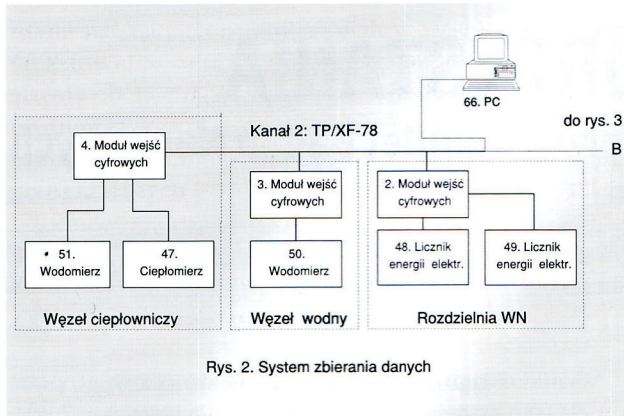 66. PC
do rys. 3
Kanał 2: TP/XF-78
B
4. Moduł wejść
cyfrowych
3. Moduł wejść
cyfrowych
2. Moduł wejść
cyfrowych
51.
Wodomierz
47.
Ciepłomierz
50.
Wodomierz
48. Licznik
energii elektr.
49. Licznik
energii elektr.
Węzeł ciepłowniczy
Węzeł wodny
Rozdzielnia WN
Rys. 2. System zbierania danych